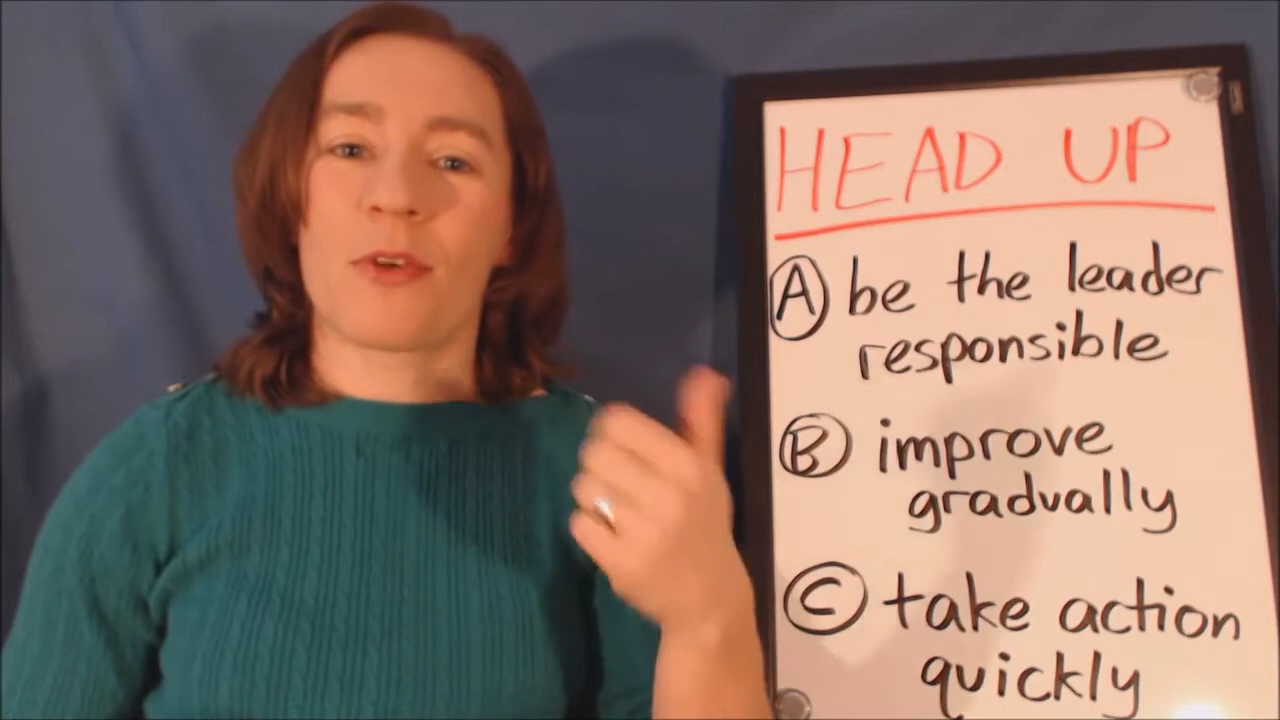 HEAD UP
A be the leader
responsible
B improve
gradually
C take action
quickly